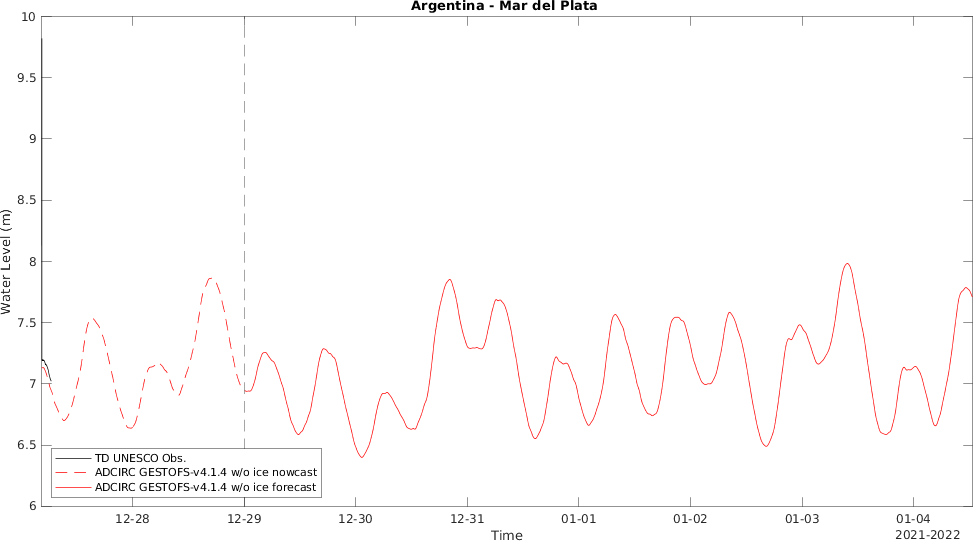 Argentina - Mar del Plata
10
9.5
9
8.5
8
7.5
7
6.5
6
Water Level (m)
TD UNESCO Obs.
ADCIRC GESTOFS-v4.1.4 w/o ice nowcast
ADCIRC GESTOFS-v4.1.4 w/o ice forecast
12-28 12-29 12-30 12-31 01-01 01-02 01-03 01-04
Time
2021-2022